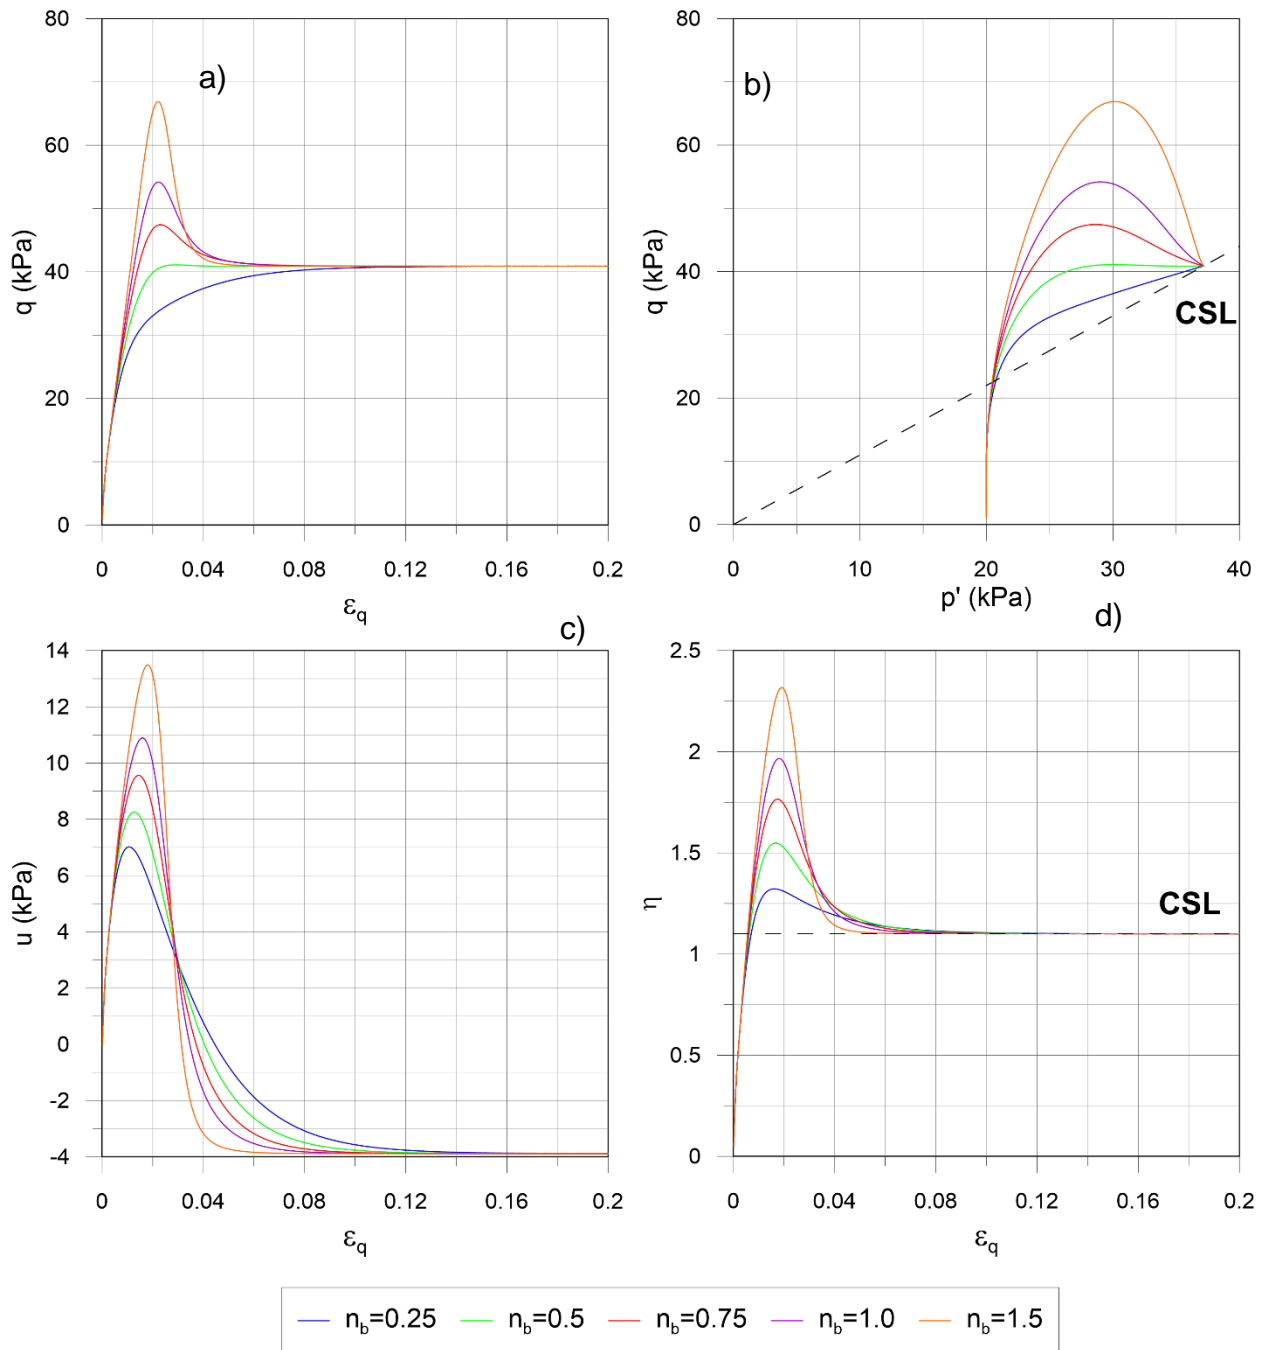 a)
80
60
40
20
0
q (kPa)
0 0.04 0.08 0.12 0.16 0.2
εq
b)
80
60
40
20
0
q (kPa)
CSL
0 10 20 30 40
p' (kPa)
c)
14
12
10
8
6
4
2
0
-2
-4
u (kPa)
0 0.04 0.08 0.12 0.16 0.2
εq
d)
2.5
2
1.5
1
0.5
0
η
CSL
0 0.04 0.08 0.12 0.16 0.2
εq
nb=0.25 nb=0.5 nb=0.75 nb=1.0 nb=1.5